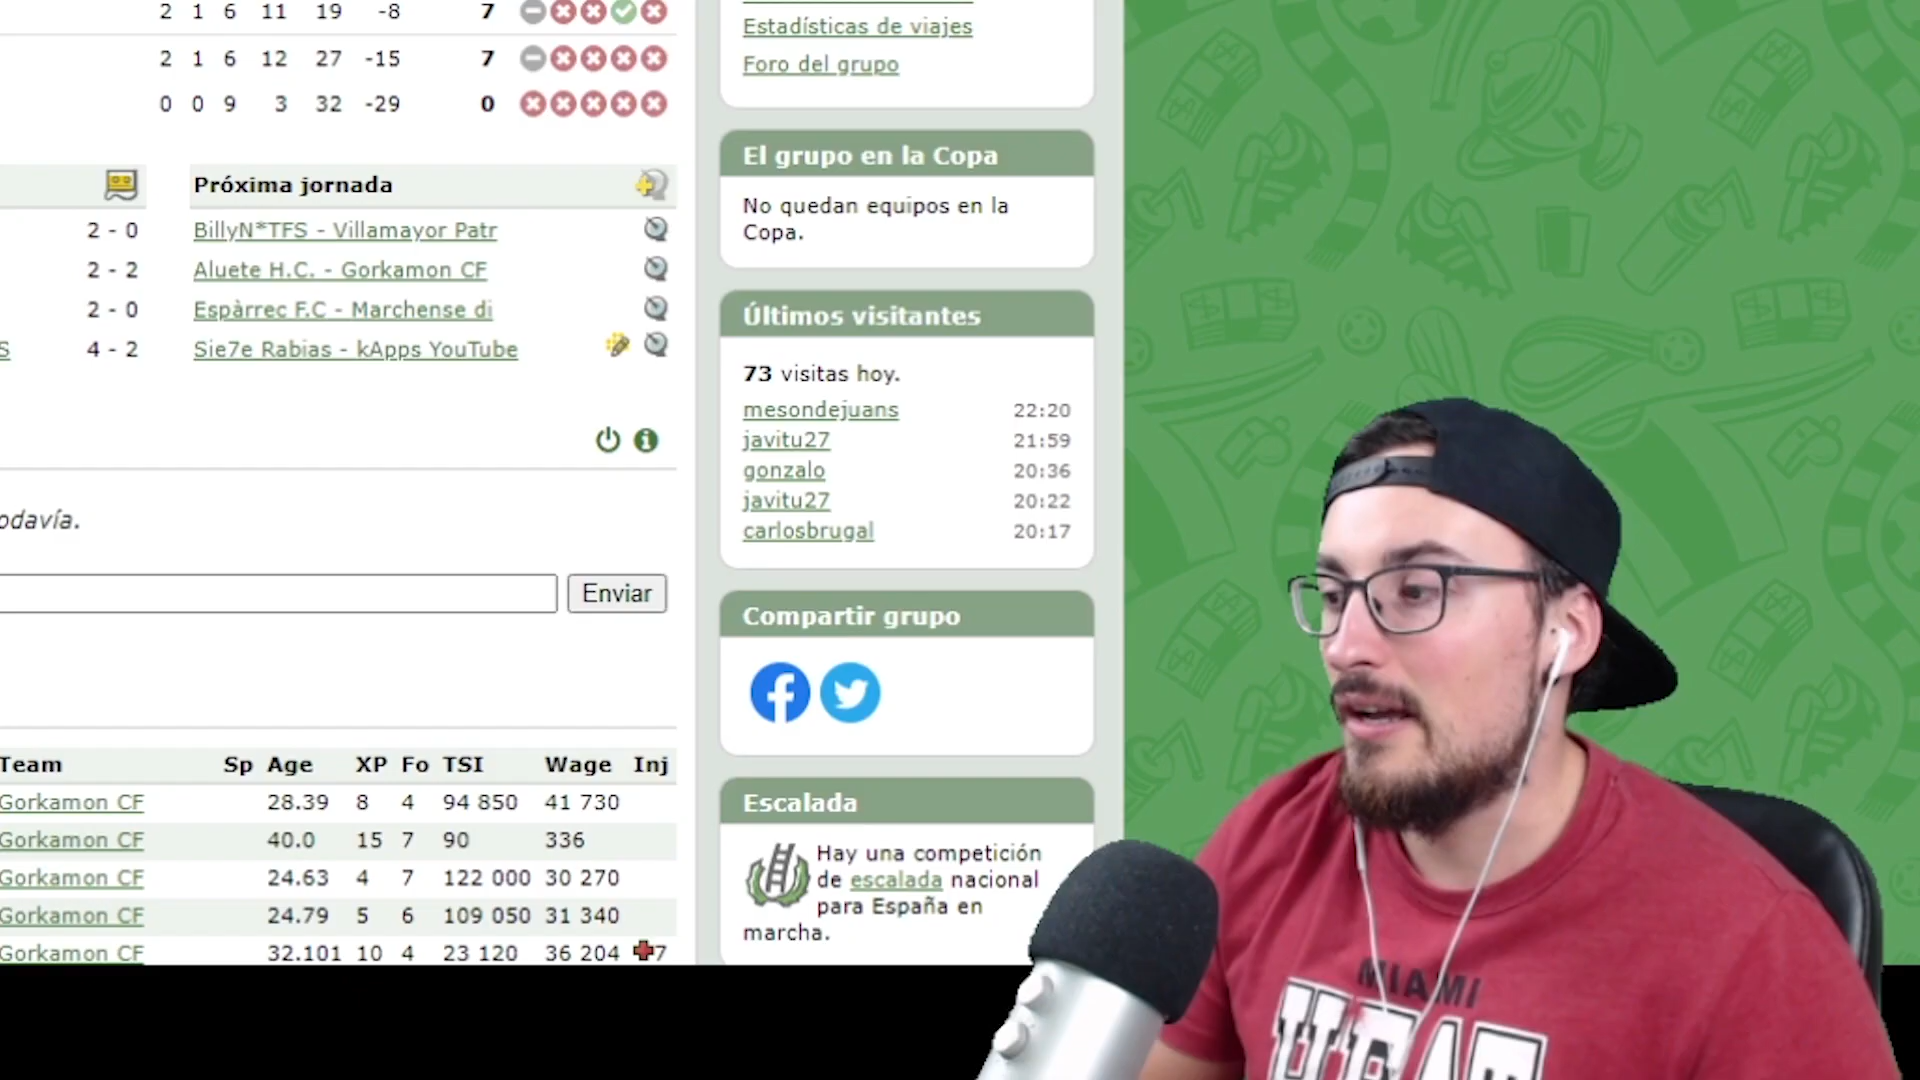 2 1 6 11 19 -8 7
2 1 6 12 27 -15 7
0 0 9 3 32 -29 0
Próxima jornada
2 - 0 BillyN*TFS - Villamayor Patr
2 - 2 Aluete H.C. - Gorkamon CF
2 - 0 Espàrrec F.C - Marchense di
S 4 - 2 Sie7e Rabias - kApps YouTube
odavía.
Enviar
Team Sp Age XP Fo TSI Wage Inj
Gorkamon CF 28.39 8 4 94 850 41 730
Gorkamon CF 40.0 15 7 90 336
Gorkamon CF 24.63 4 7 122 000 30 270
Gorkamon CF 24.79 5 6 109 050 31 340
Gorkamon CF 32.101 10 4 23 120 36 204 7
Estadísticas de viajes
Foro del grupo
El grupo en la Copa
No quedan equipos en la
Copa.
Últimos visitantes
73 visitas hoy.
mesondejuans 22:20
javitu27 21:59
gonzalo 20:36
javitu27 20:22
carlosbrugal 20:17
Compartir grupo
Escalada
Hay una competición
de escalada nacional
para España en
marcha.
MIAMI
HEAT